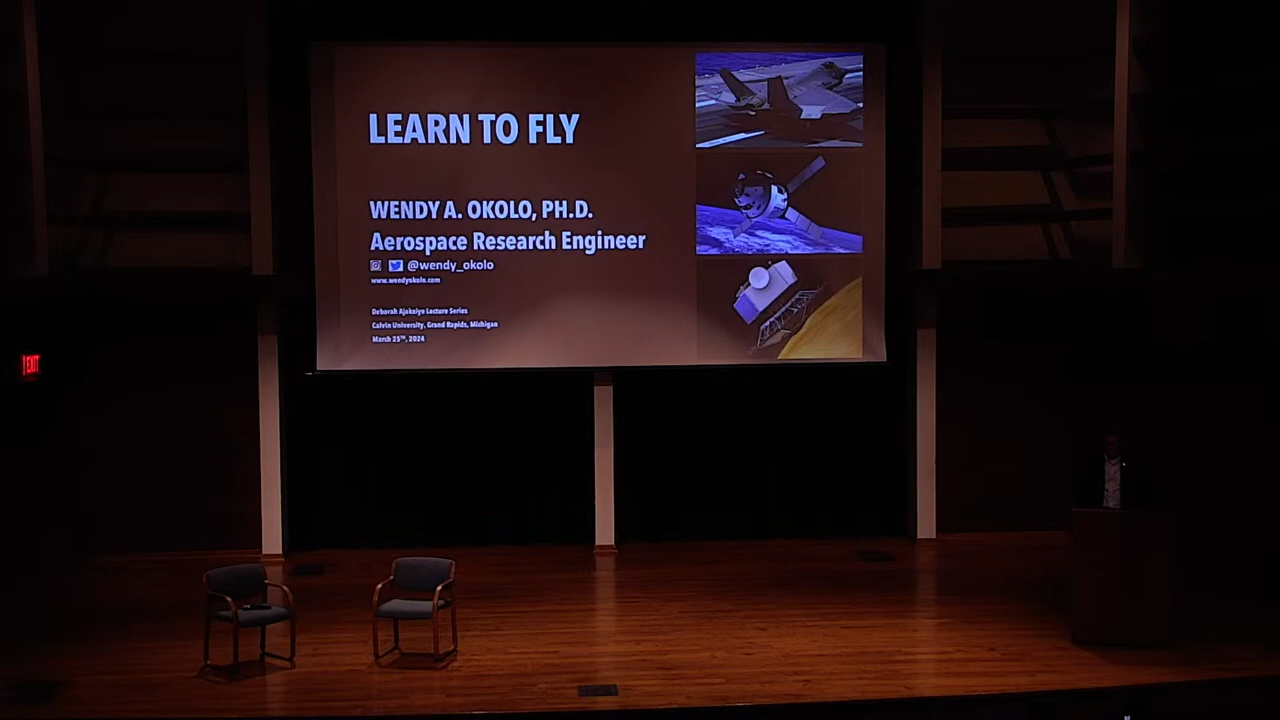 LEARN TO FLY
WENDY A. OKOLO, PH.D.
Aerospace Research Engineer
@wendy_okolo
www.wendyokolo.com
Deborah Ajakaiye Lecture Series
Calvin University, Grand Rapids, Michigan
March 25TH, 2024
EXIT